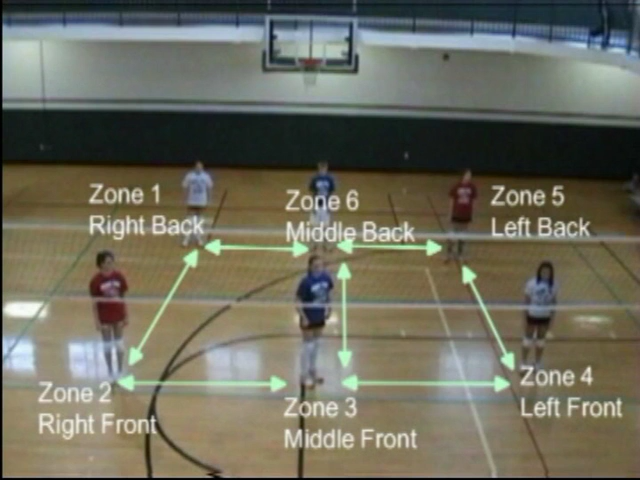 Zone 1
Right Back
Zone 6
Middle Back
Zone 5
Left Back
Zone 2
Right Front
Zone 3
Middle Front
Zone 4
Left Front